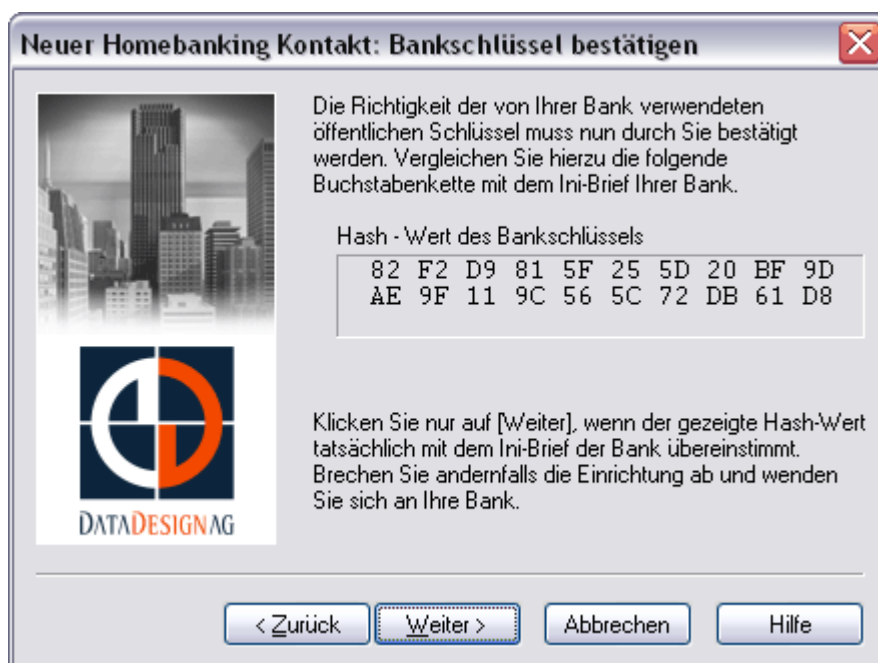 Neuer Homebanking Kontakt: Bankschlüssel bestätigen
Die Richtigkeit der von Ihrer Bank verwendeten
öffentlichen Schlüssel muss nun durch Sie bestätigt
werden. Vergleichen Sie hierzu die folgende
Buchstabenkette mit dem Ini-Brief Ihrer Bank.
Hash - Wert des Bankschlüssels
82 F2 D9 81 5F 25 5D 20 BF 9D
AE 9F 11 9C 56 5C 72 DB 61 D8
Klicken Sie nur auf [Weiter], wenn der gezeigte Hash-Wert
tatsächlich mit dem Ini-Brief der Bank übereinstimmt.
Brechen Sie andernfalls die Einrichtung ab und wenden
Sie sich an Ihre Bank.
DATADESIGNAG
< Zurück
Weiter >
Abbrechen
Hilfe